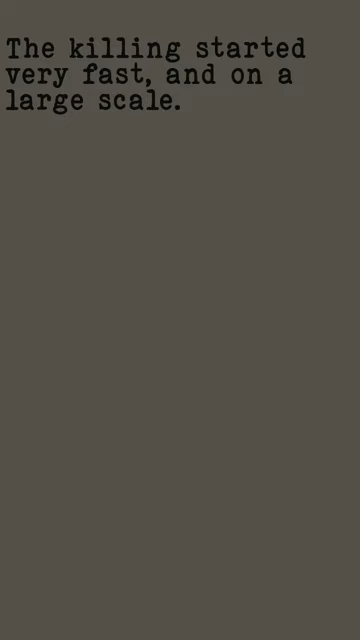 The killing started
very fast, and on a
large scale.